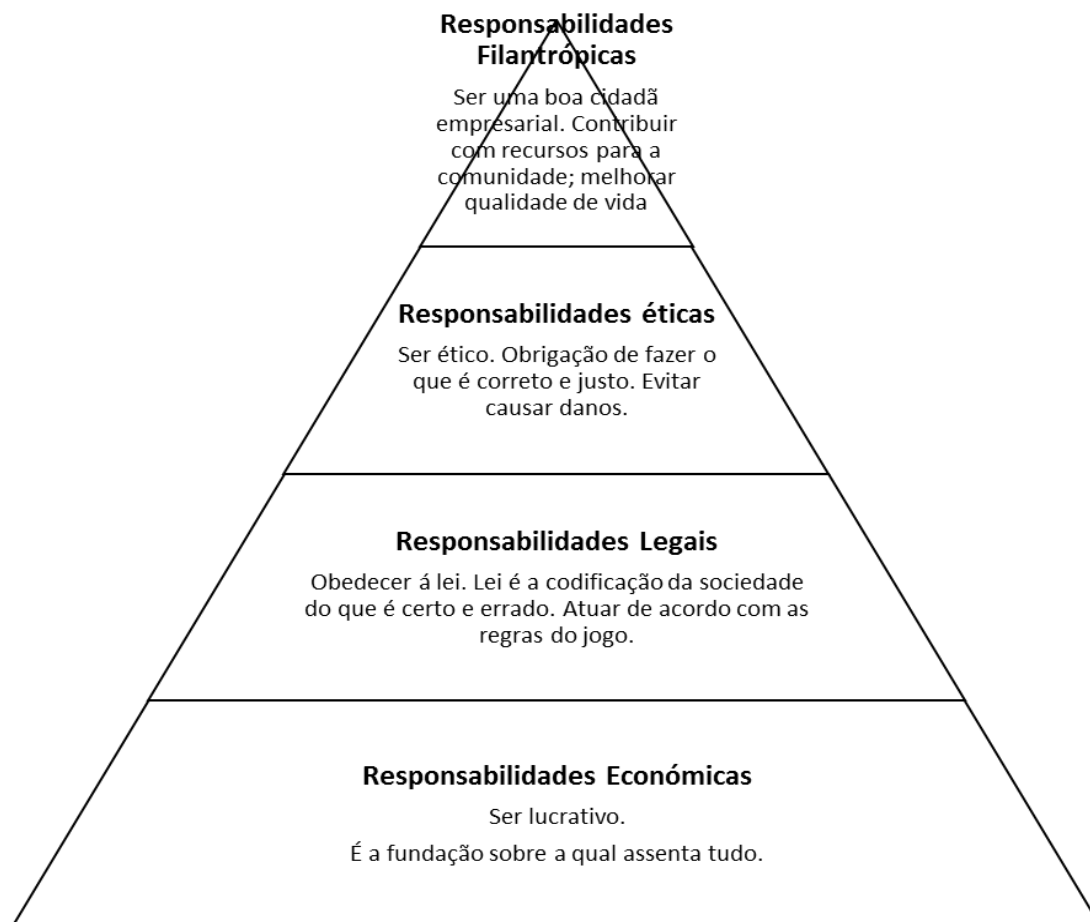 Responsabilidades
Filantrópicas
Ser uma boa cidadã
empresarial. Contribuir
com recursos para a
comunidade; melhorar
qualidade de vida
Responsabilidades éticas
Ser ético. Obrigação de fazer o
que é correto e justo. Evitar
causar danos.
Responsabilidades Legais
Obedecer á lei. Lei é a codificação da sociedade
do que é certo e errado. Atuar de acordo com as
regras do jogo.
Responsabilidades Económicas
Ser lucrativo.
É a fundação sobre a qual assenta tudo.